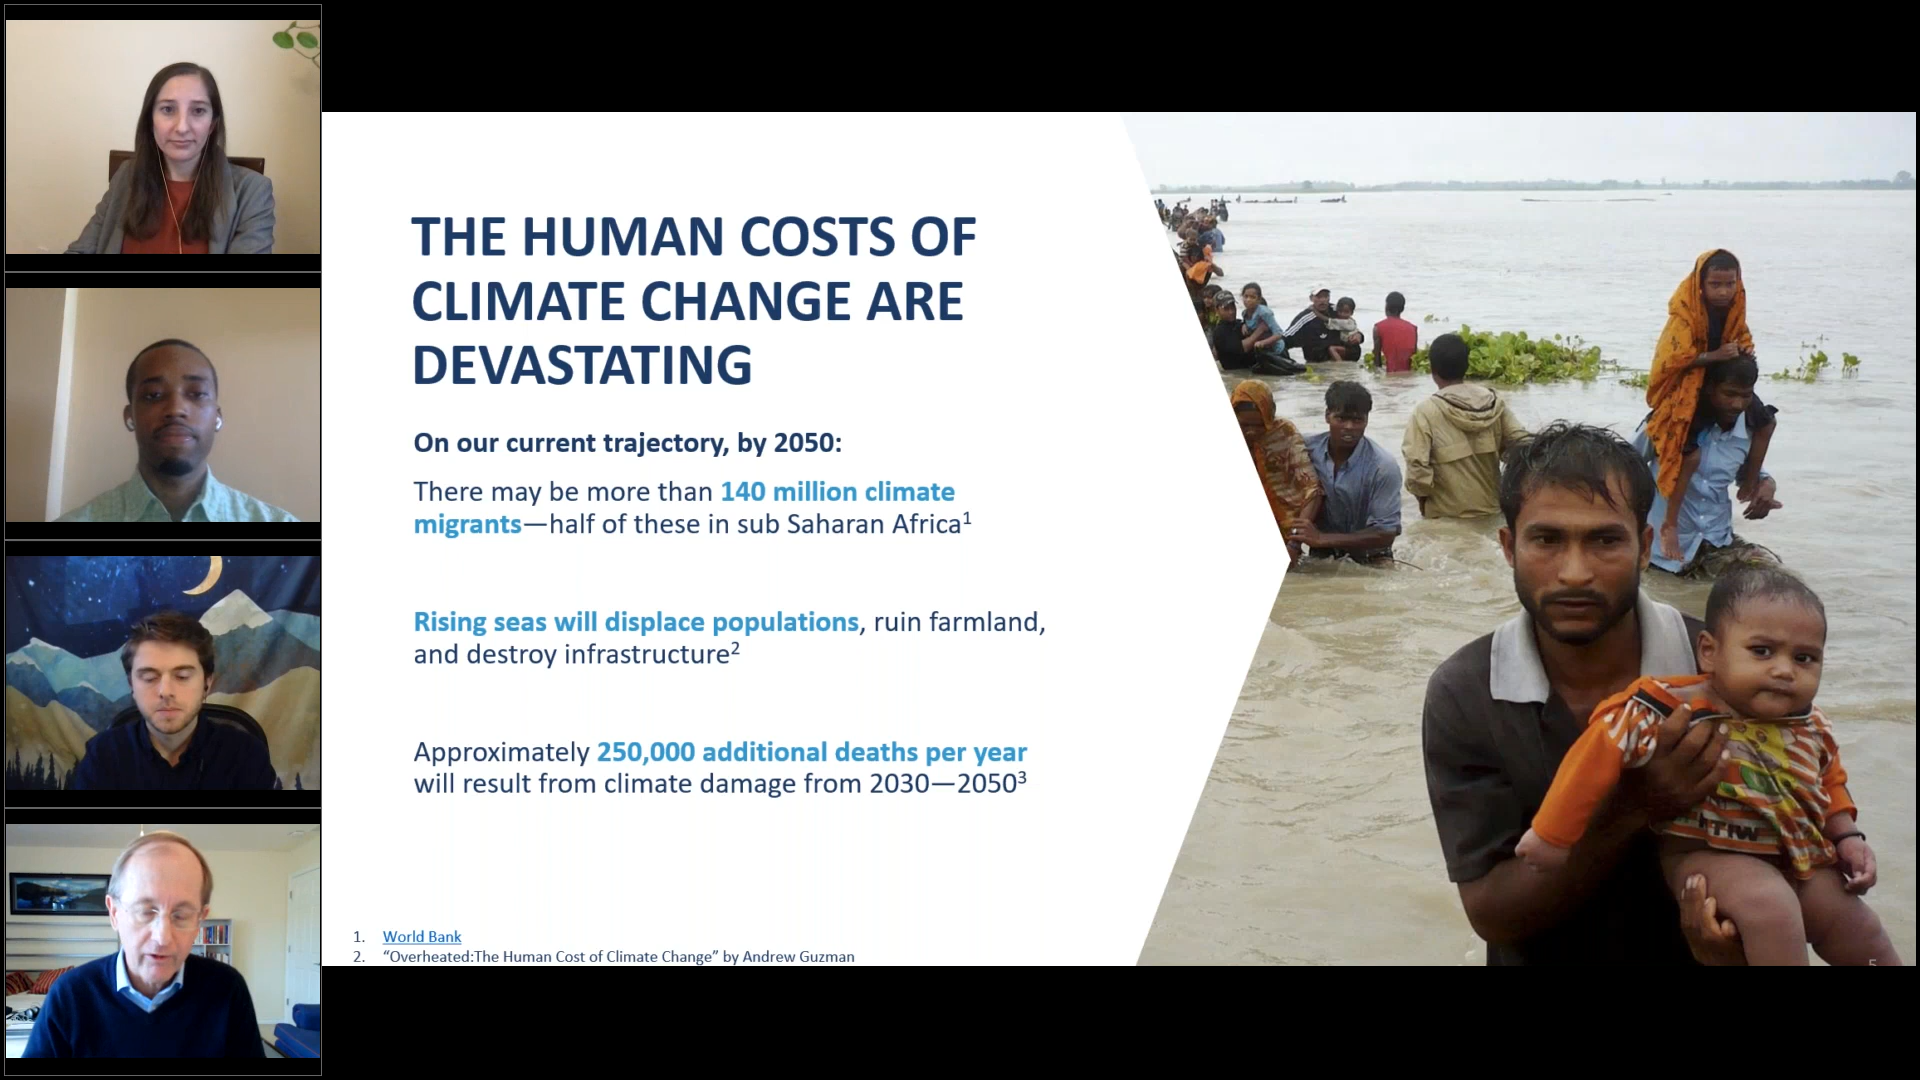 THE HUMAN COSTS OF
CLIMATE CHANGE ARE
DEVASTATING
On our current trajectory, by 2050:
There may be more than 140 million climate
migrants—half of these in sub Saharan Africa¹
Rising seas will displace populations, ruin farmland,
and destroy infrastructure²
Approximately 250,000 additional deaths per year
will result from climate damage from 2030—2050³
1. World Bank
2. “Overheated:The Human Cost of Climate Change” by Andrew Guzman
5